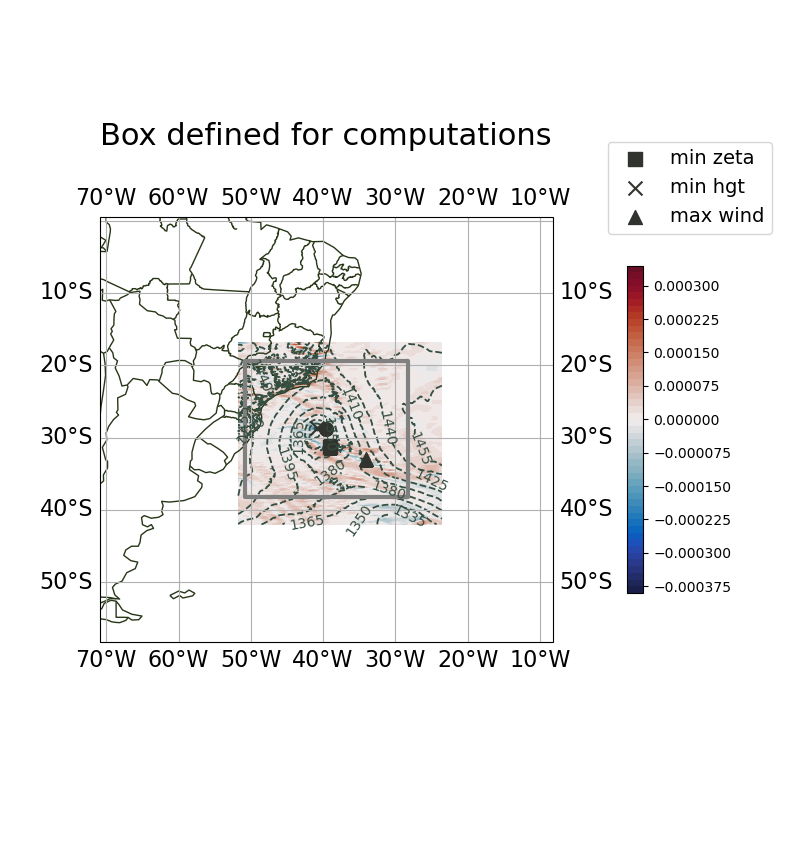 Box defined for computations
min zeta
min hgt
max wind
70°W 60°W 50°W 40°W 30°W 20°W 10°W
10°S 10°S
20°S 20°S
30°S 30°S
40°S 40°S
50°S 50°S
70°W 60°W 50°W 40°W 30°W 20°W 10°W
1410
1440
1365
1455
1395
1380
1425
1380
1365
1350
1335
0.000300
0.000225
0.000150
0.000075
0.000000
−0.000075
−0.000150
−0.000225
−0.000300
−0.000375